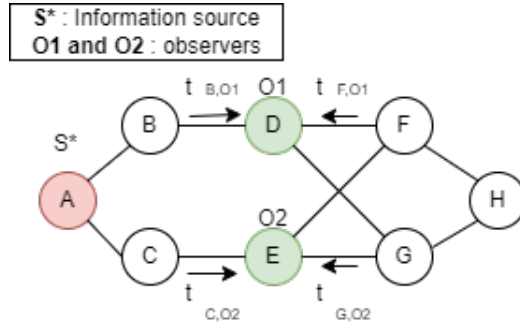 S* : Information source
O1 and O2 : observers
t B,O1
O1
t F,O1
B
D
F
S*
A
H
O2
C
E
G
t C,O2
t G,O2